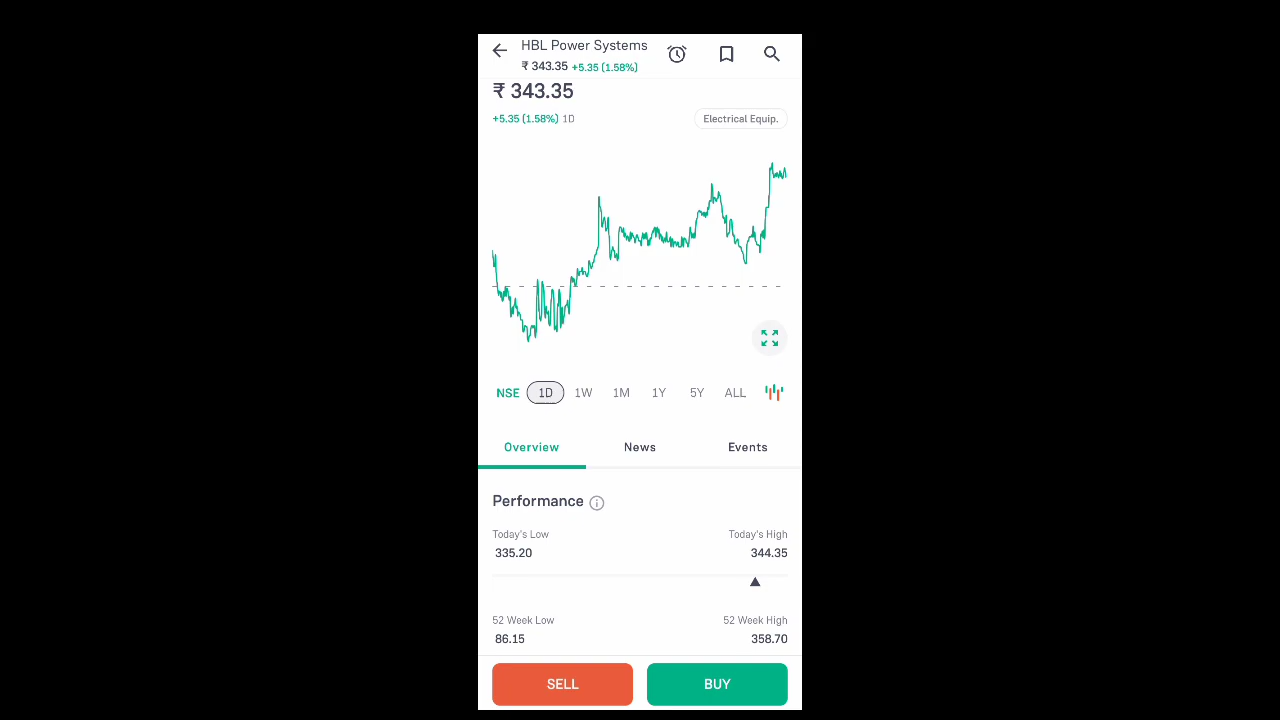 HBL Power Systems
₹ 343.35 +5.35 (1.58%)
₹ 343.35
+5.35 (1.58%) 1D
Electrical Equip.
NSE 1D 1W 1M 1Y 5Y ALL
Overview News Events
Performance
Today's Low Today's High
335.20 344.35
52 Week Low 52 Week High
86.15 358.70
SELL BUY